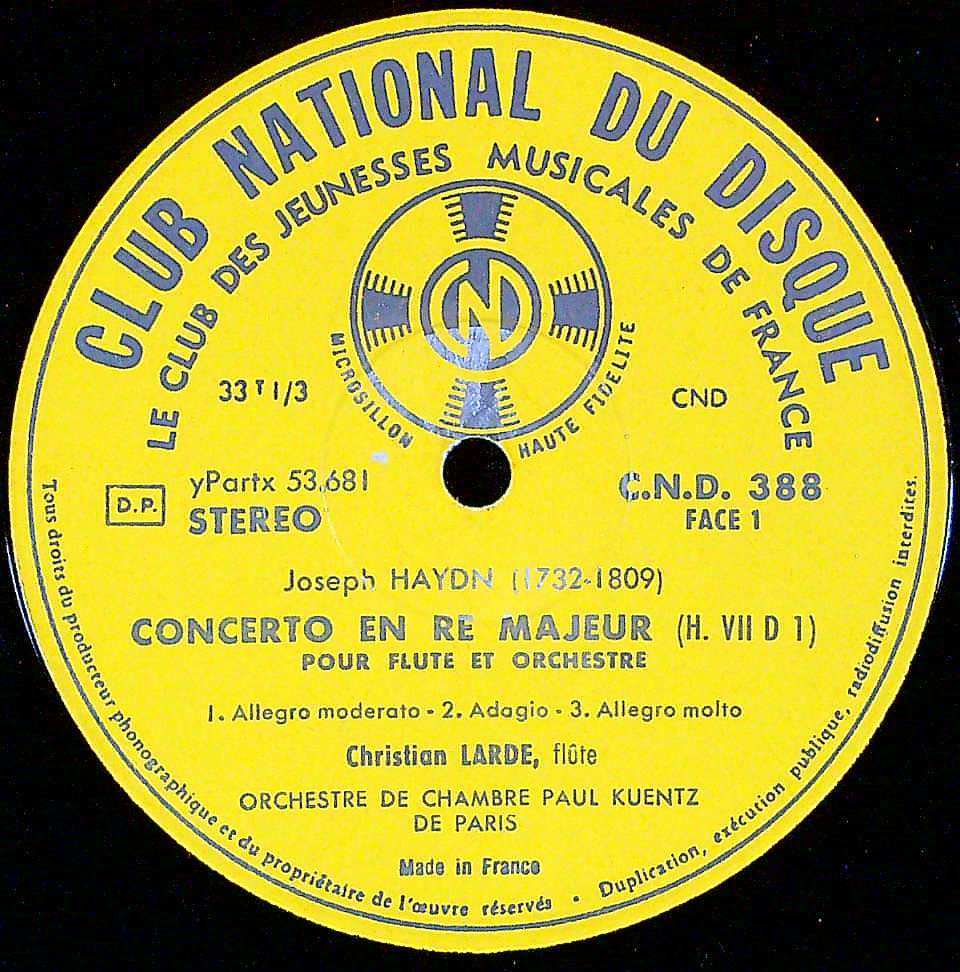 CLUB NATIONAL DU DISQUE
LE CLUB DES JEUNESSES MUSICALES DE FRANCE
CN
MICROSILLON HAUTE FIDELITE
33 T 1/3
CND
yPartx 53,681
C.N.D. 388
D.P.
STEREO
FACE 1
Joseph HAYDN (1732-1809)
CONCERTO EN RE MAJEUR (H. VII D 1)
POUR FLUTE ET ORCHESTRE
1. Allegro moderato - 2. Adagio - 3. Allegro molto
Christian LARDE, flûte
ORCHESTRE DE CHAMBRE PAUL KUENTZ
DE PARIS
Made in France
Tous droits du producteur phonographique et du propriétaire de l'œuvre réservés • Duplication, exécution publique, radiodiffusion interdites.